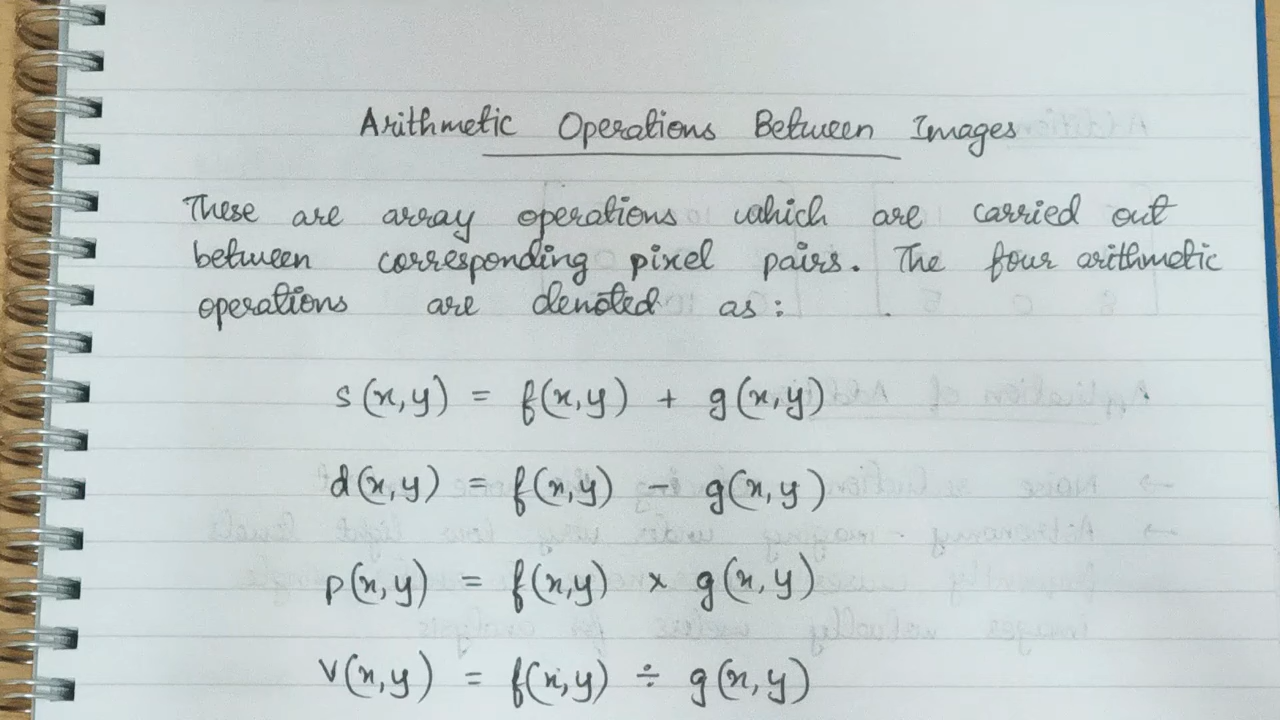 Arithmetic Operations Between Images
These are array operations which are carried out
between corresponding pixel pairs. The four arithmetic
operations are denoted as:
s(x,y) = f(x,y) + g(x,y)
d(x,y) = f(x,y) - g(x,y)
p(x,y) = f(x,y) × g(x,y)
v(x,y) = f(x,y) ÷ g(x,y)